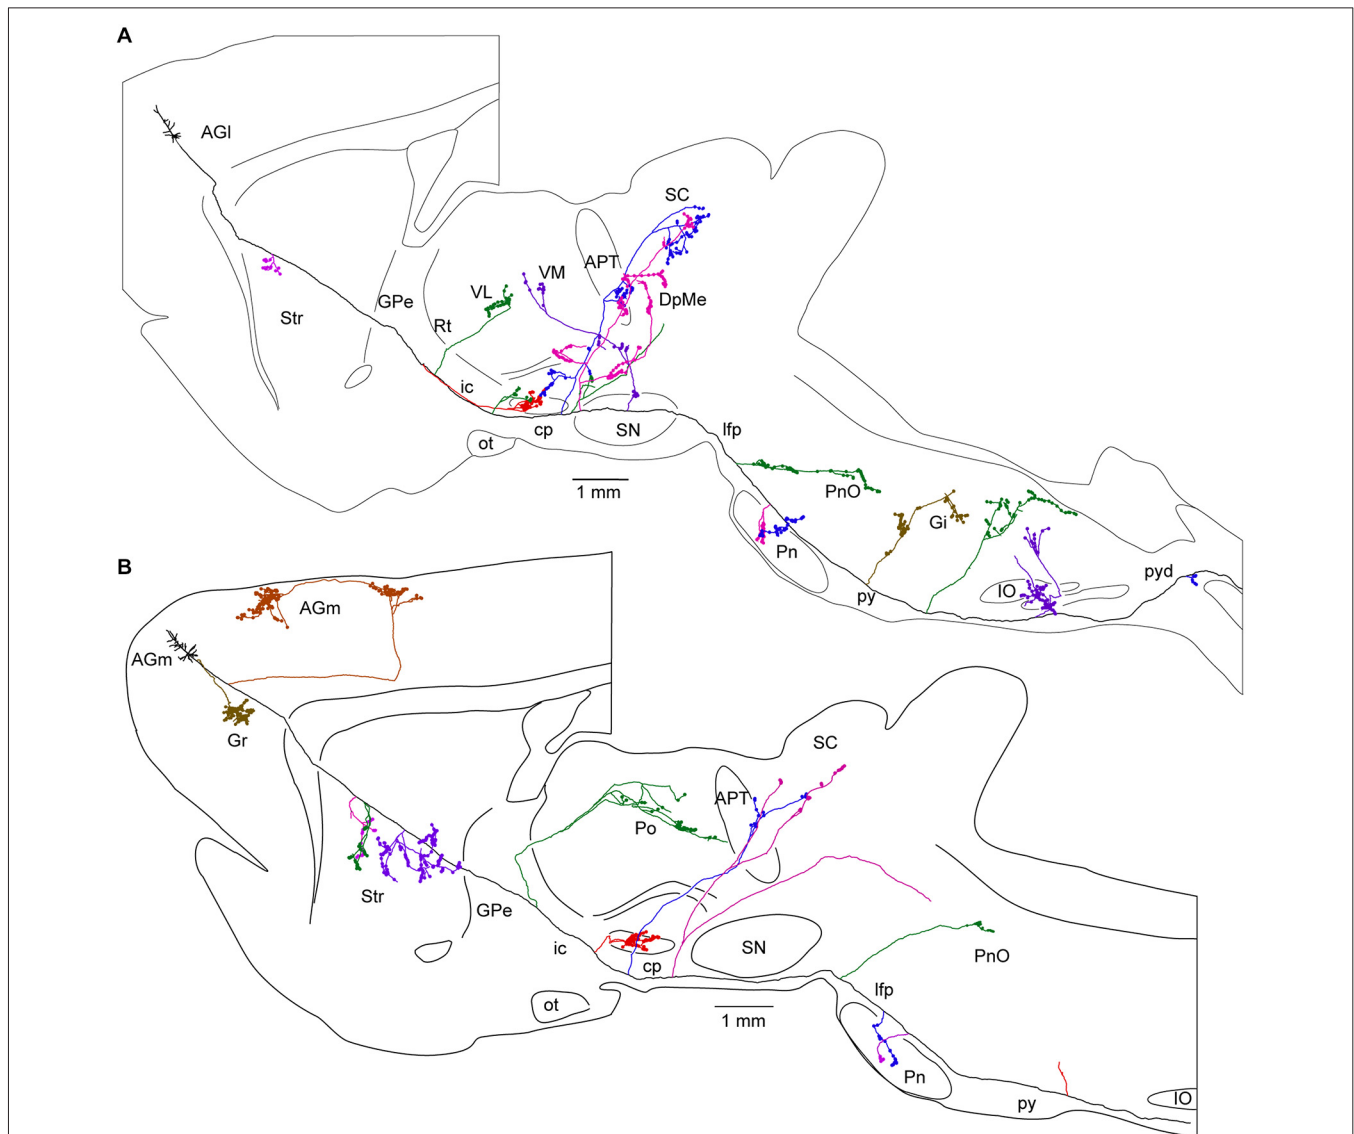 A
AGl
SC
APT
VM
VL
DpMe
GPe
Str
Rt
ic
cp
SN
lfp
ot
1 mm
PnO
Gi
Pn
pyd
IO
py
B
AGm
AGm
Gr
SC
APT
Po
Str
GPe
ic
SN
PnO
cp
lfp
ot
1 mm
Pn
IO
py